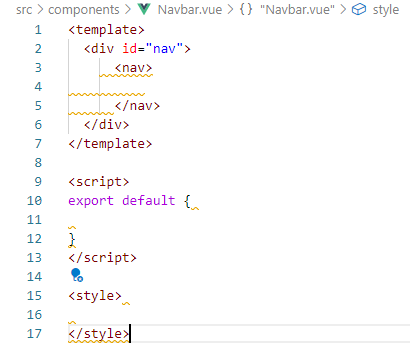 src > components > Navbar.vue > {} "Navbar.vue" > style
1 <template>
2 <div id="nav">
3 <nav>
4
5 </nav>
6 </div>
7 </template>
8
9 <script>
10 export default {
11
12 }
13 </script>
14
15 <style>
16
17 </style>